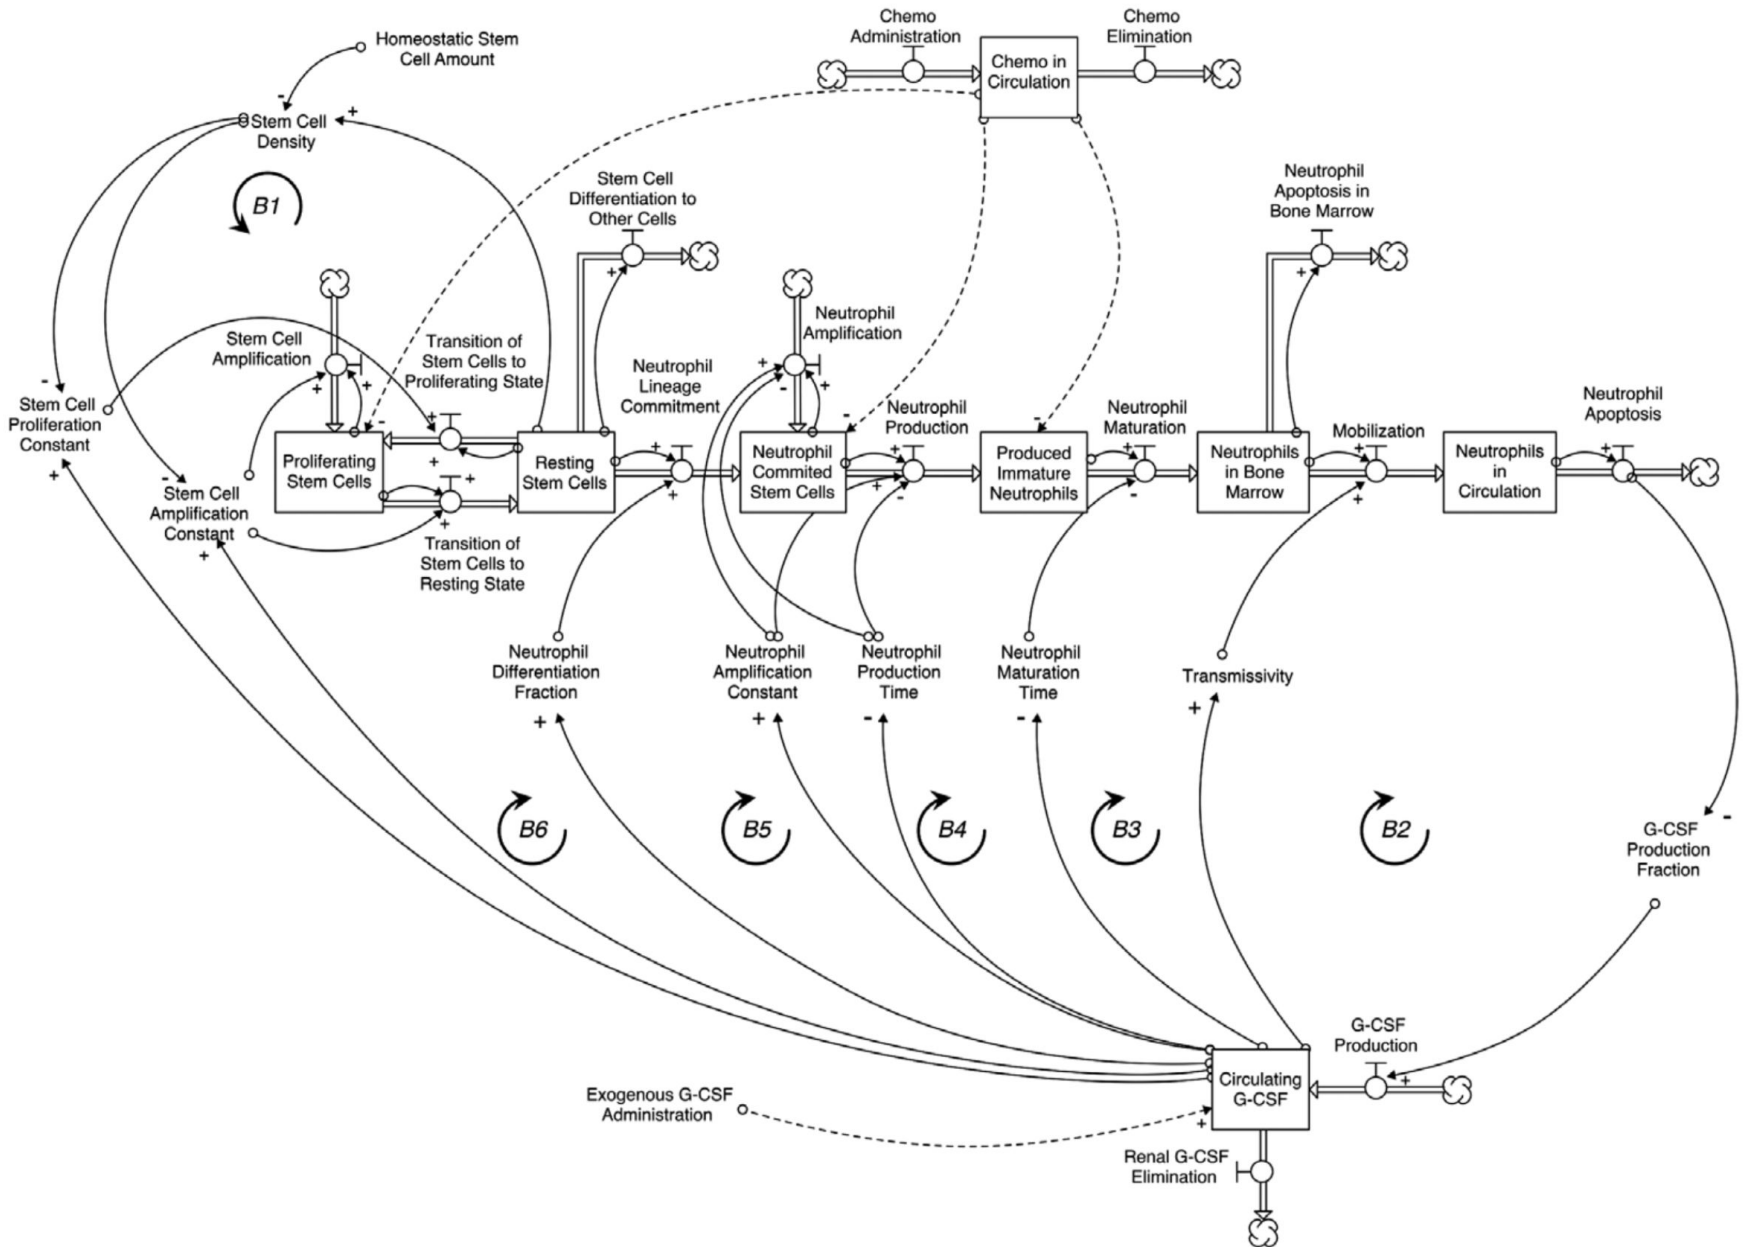 Homeostatic Stem
Cell Amount
-
+
Stem Cell
Density
B1
Chemo
Administration
Chemo in
Circulation
Chemo
Elimination
Stem Cell
Differentiation to
Other Cells
+
Neutrophil
Apoptosis in
Bone Marrow
+
Stem Cell
Amplification
+
+
Transition of
Stem Cells to
Proliferating State
+
-
+
Neutrophil
Lineage
Commitment
+
+
Neutrophil
Amplification
+
-
+
-
Neutrophil
Production
+
+
-
-
Neutrophil
Maturation
+
-
Mobilization
+
+
Neutrophil
Apoptosis
+
-
Stem Cell
Proliferation
Constant
+
-
Stem Cell
Amplification
Constant
+
Proliferating
Stem Cells
+
+
Resting
Stem Cells
Neutrophil
Commited
Stem Cells
Produced
Immature
Neutrophils
Neutrophils
in Bone
Marrow
Neutrophils
in
Circulation
Transition of
Stem Cells to
Resting State
Neutrophil
Differentiation
Fraction
+
Neutrophil
Amplification
Constant
+
Neutrophil
Production
Time
-
Neutrophil
Maturation
Time
-
Transmissivity
+
B6
B5
B4
B3
B2
-
G-CSF
Production
Fraction
G-CSF
Production
+
Circulating
G-CSF
Exogenous G-CSF
Administration
+
Renal G-CSF
Elimination